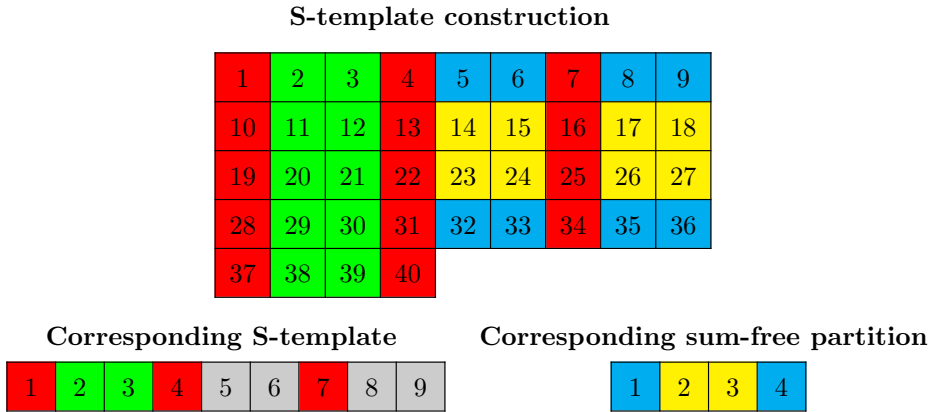 S-template construction
1 2 3 4 5 6 7 8 9
10 11 12 13 14 15 16 17 18
19 20 21 22 23 24 25 26 27
28 29 30 31 32 33 34 35 36
37 38 39 40
Corresponding S-template Corresponding sum-free partition
1 2 3 4 5 6 7 8 9 1 2 3 4